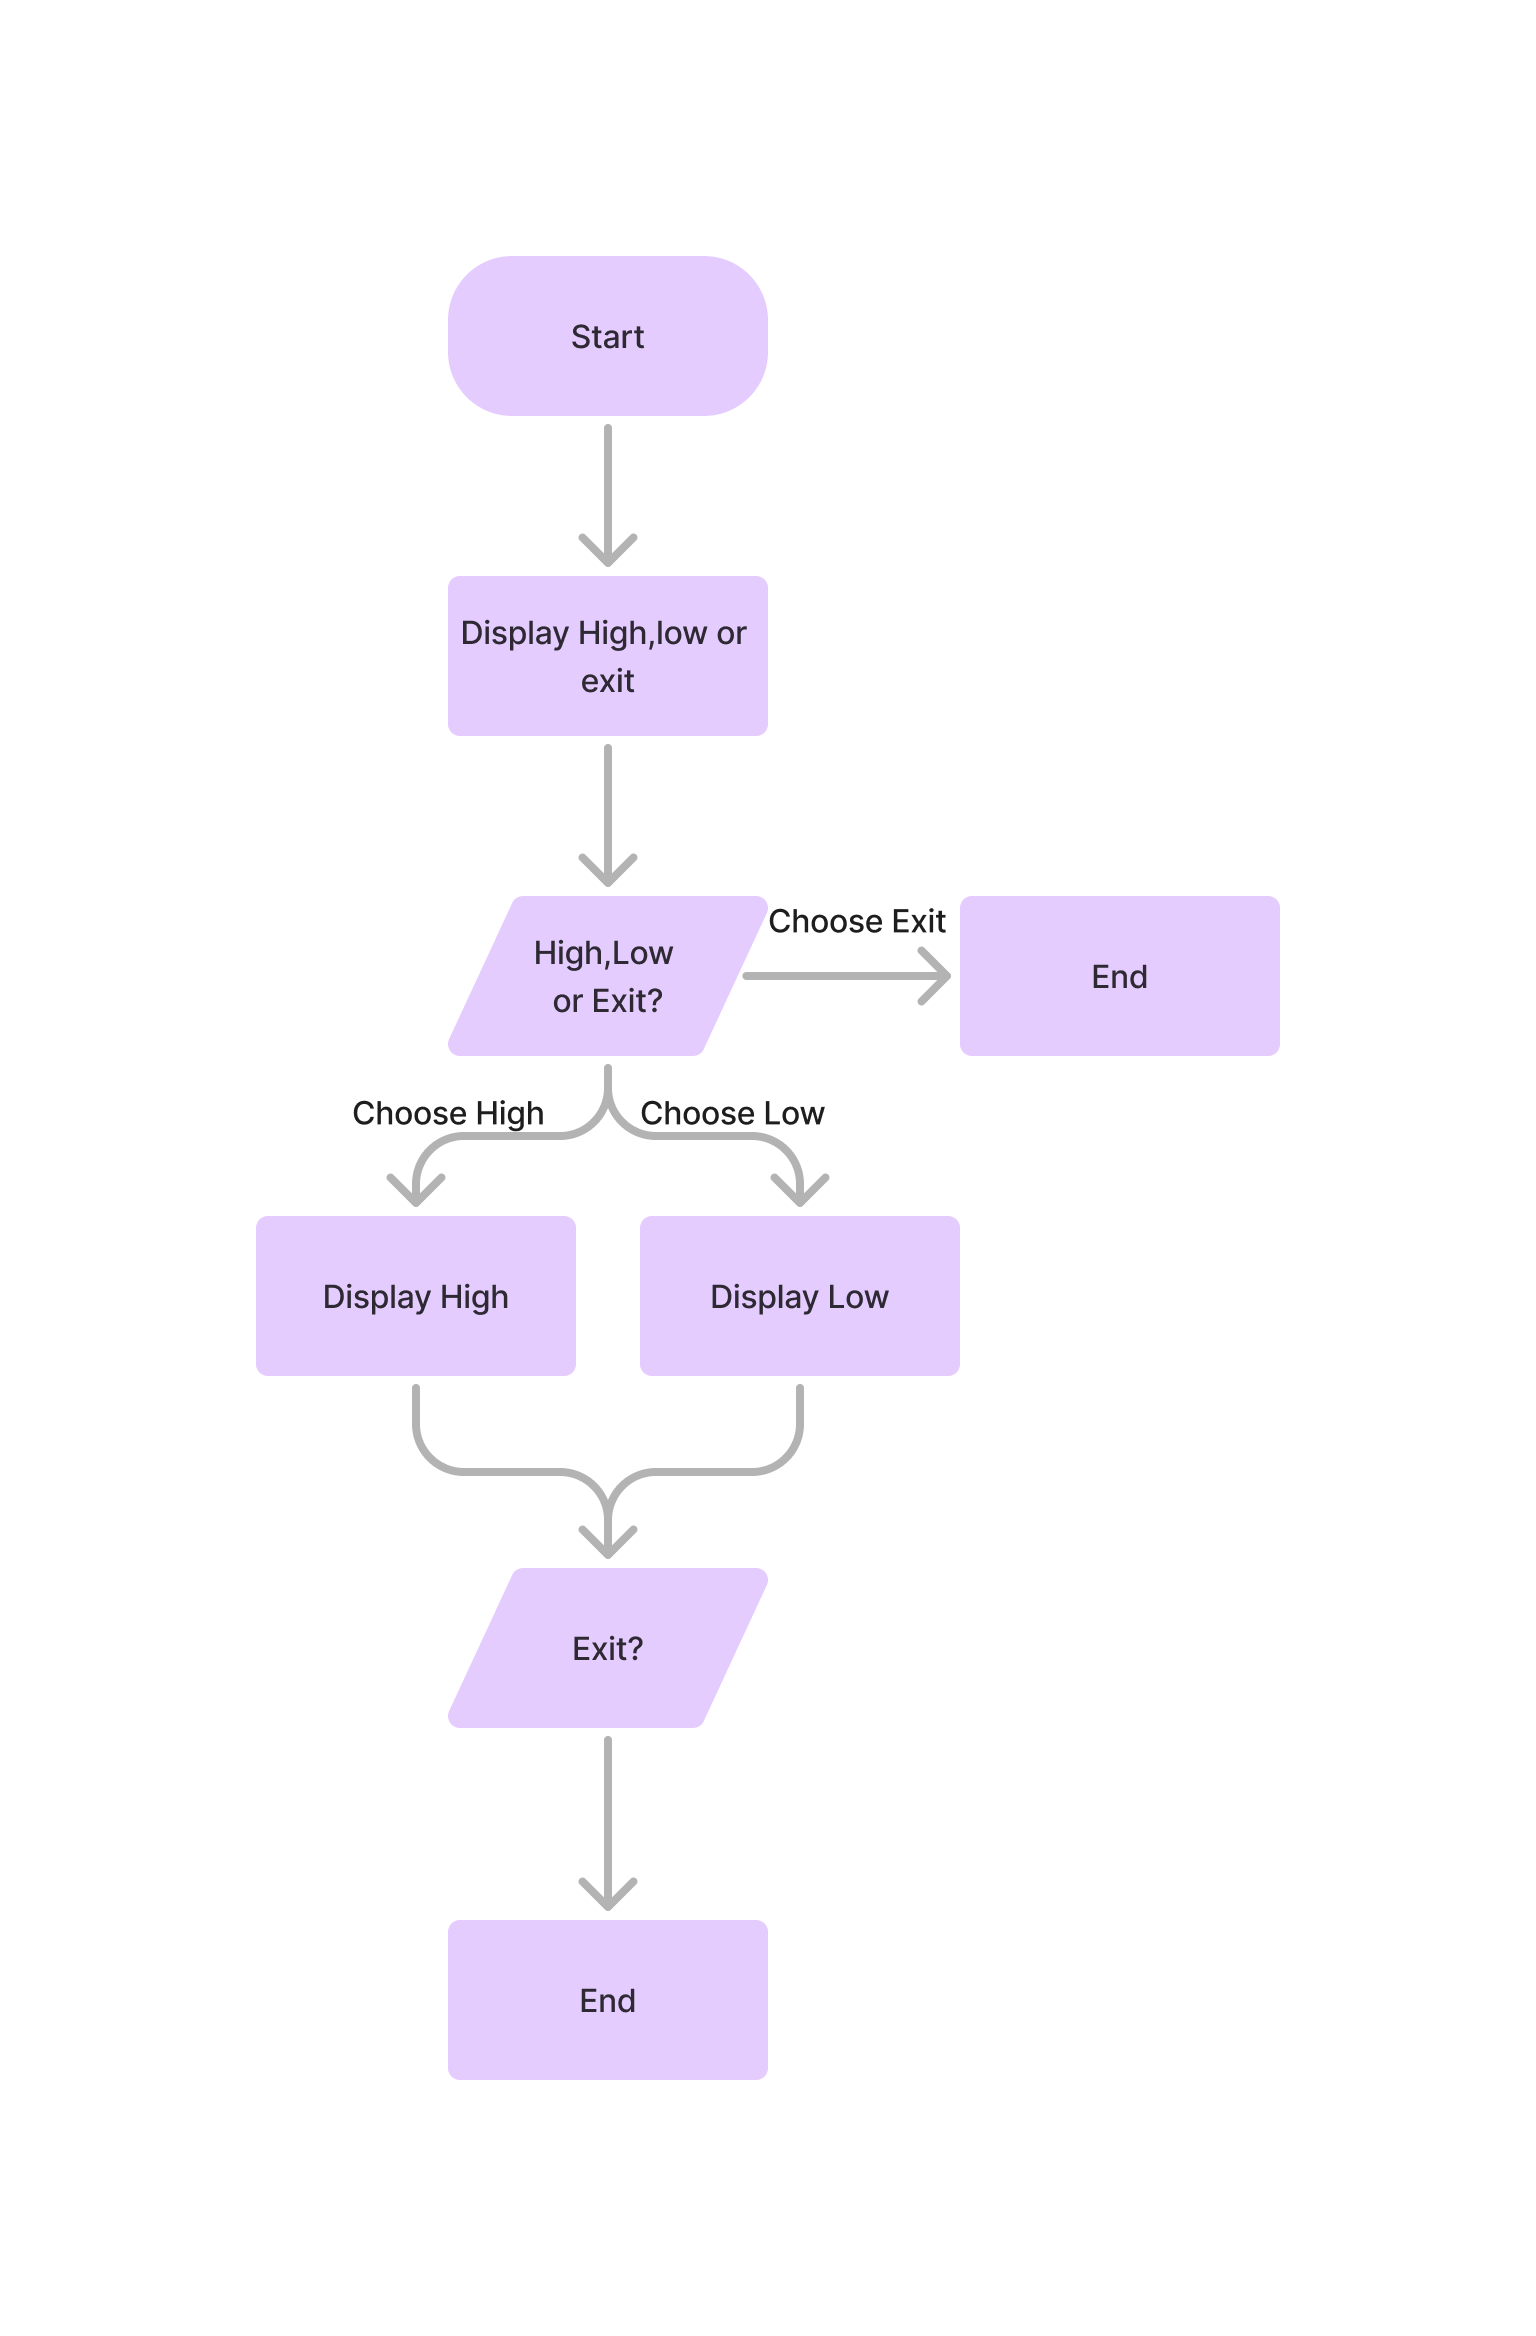 Start
Display High,low or
exit
Choose Exit
High,Low
or Exit?
End
Choose High
Choose Low
Display High
Display Low
Exit?
End